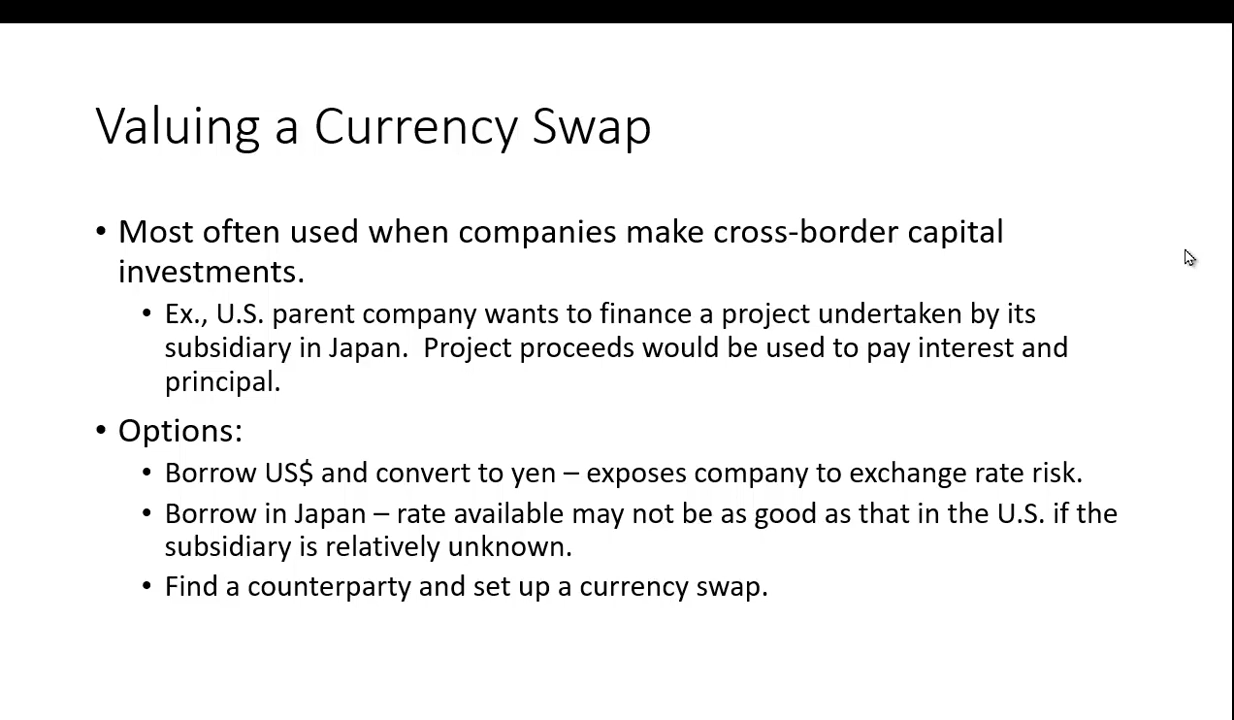 Valuing a Currency Swap
• Most often used when companies make cross-border capital
investments.
• Ex., U.S. parent company wants to finance a project undertaken by its
subsidiary in Japan.  Project proceeds would be used to pay interest and
principal.
• Options:
• Borrow US$ and convert to yen – exposes company to exchange rate risk.
• Borrow in Japan – rate available may not be as good as that in the U.S. if the
subsidiary is relatively unknown.
• Find a counterparty and set up a currency swap.